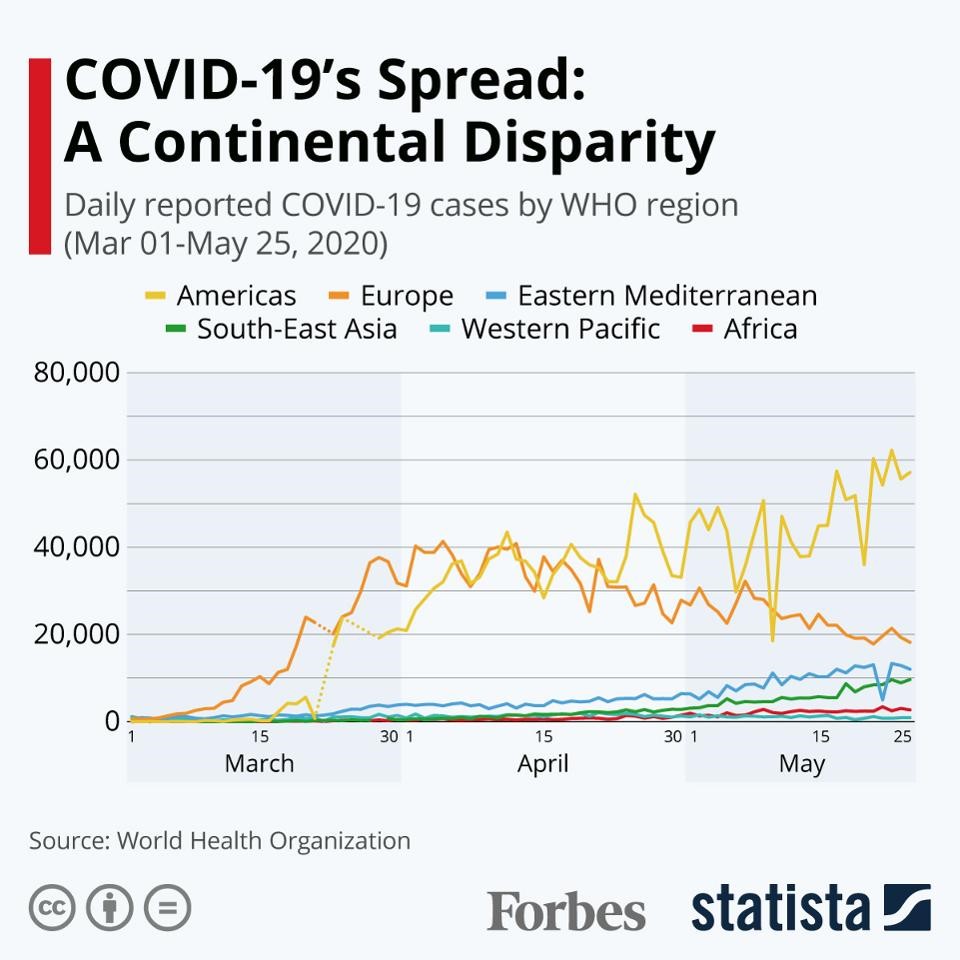 COVID-19’s Spread:
A Continental Disparity
Daily reported COVID-19 cases by WHO region
(Mar 01-May 25, 2020)
Americas Europe Eastern Mediterranean
South-East Asia Western Pacific Africa
80,000
60,000
40,000
20,000
0
1 15 30 1 15 30 1 15 25
March April May
Source: World Health Organization
cc
Forbes statista